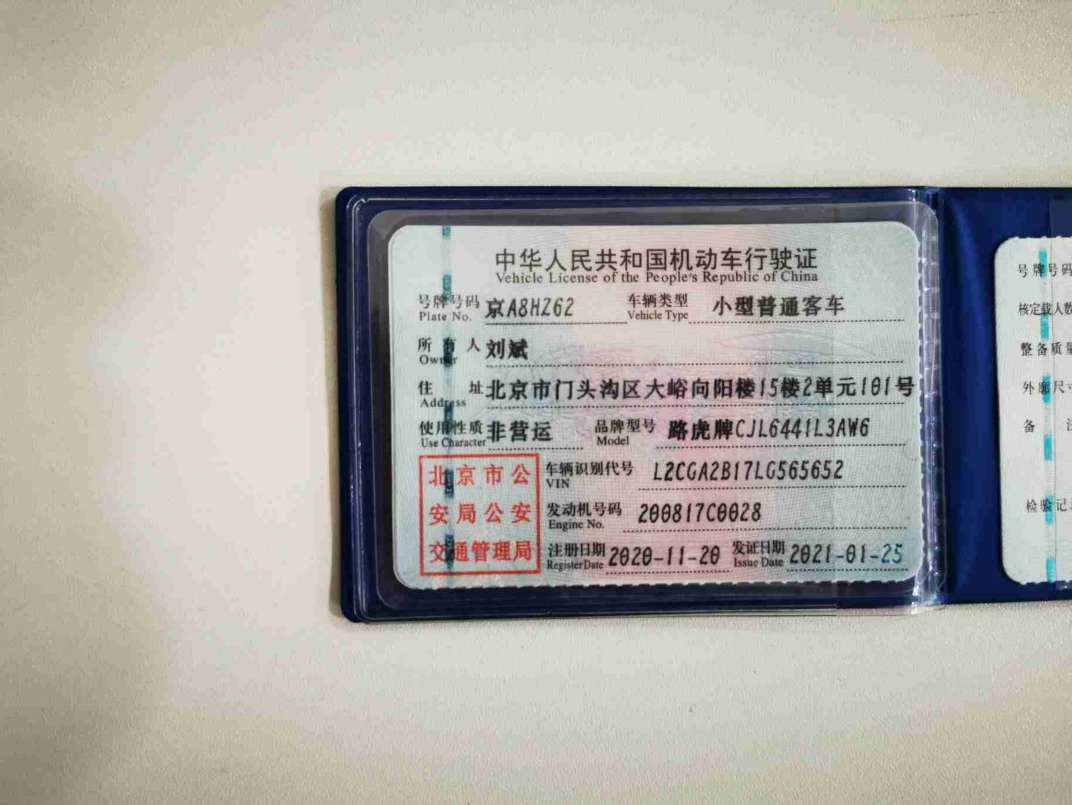 中华人民共和国机动车行驶证
Vehicle License of the People's Republic of China
号牌号码 京A8HZ62 车辆类型 小型普通客车
Plate No. Vehicle Type
所有人 刘斌
Owner
住址 北京市门头沟区大峪向阳楼15楼2单元101号
Address
使用性质 非营运 品牌型号 路虎牌CJL6441L3AW6
Use Character Model
北京市公
安局公安
交通管理局
车辆识别代号 L2CGA2B17LG565652
VIN
发动机号码 200817C0028
Engine No.
注册日期 2020-11-20 发证日期 2021-01-25
Register Date Issue Date
号牌号码
核定载人数
整备质量
外廓尺寸
备
检验记